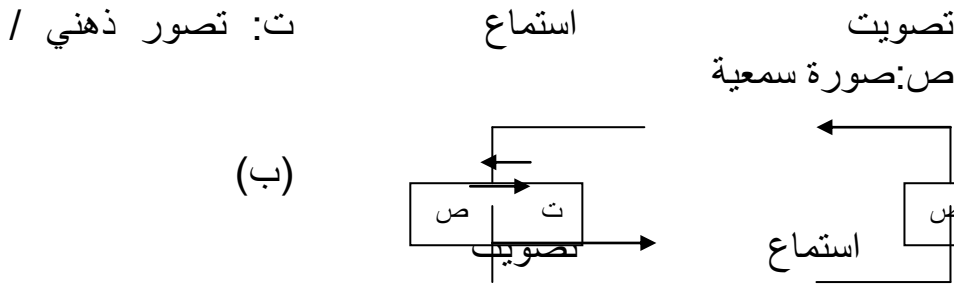 تصويت استماع ت: تصور ذهني /
ص:صورة سمعية
(ب)
ت ص
استماع تصويت